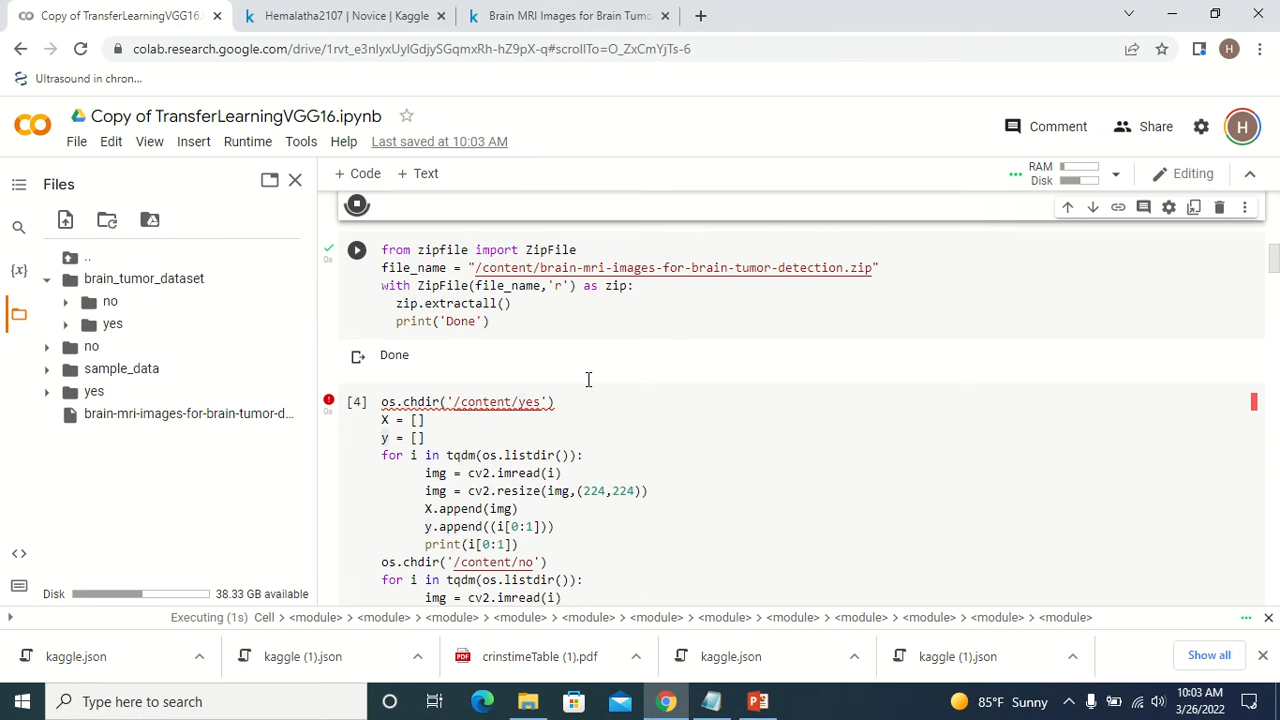 Copy of TransferLearningVGG16.ip
Hemalatha2107 | Novice | Kaggle
Brain MRI Images for Brain Tumo
colab.research.google.com/drive/1rvt_e3nIyxUylGdjySGqmxRh-hZ9pX-q#scrollTo=O_ZxCmYjTs-6
H
Ultrasound in chron...
Copy of TransferLearningVGG16.ipynb
Comment
Share
H
File Edit View Insert Runtime Tools Help Last saved at 10:03 AM
Files
+ Code + Text
RAM
Disk
Editing
..
brain_tumor_dataset
no
yes
no
sample_data
yes
brain-mri-images-for-brain-tumor-d...
0s
from zipfile import ZipFile
file_name = "/content/brain-mri-images-for-brain-tumor-detection.zip"
with ZipFile(file_name,'r') as zip:
zip.extractall()
print('Done')
Done
[4]
0s
os.chdir('/content/yes')
X = []
y = []
for i in tqdm(os.listdir()):
img = cv2.imread(i)
img = cv2.resize(img,(224,224))
X.append(img)
y.append((i[0:1]))
print(i[0:1])
os.chdir('/content/no')
for i in tqdm(os.listdir()):
img = cv2.imread(i)
Disk 38.33 GB available
Executing (1s) Cell > <module> > <module> > <module> > <module> > <module> > <module> > <module> > <module> > <module> > <module> > <module> > <module>
kaggle.json
kaggle (1).json
crinstimeTable (1).pdf
kaggle.json
kaggle (1).json
Show all
Type here to search
85°F Sunny
10:03 AM
3/26/2022